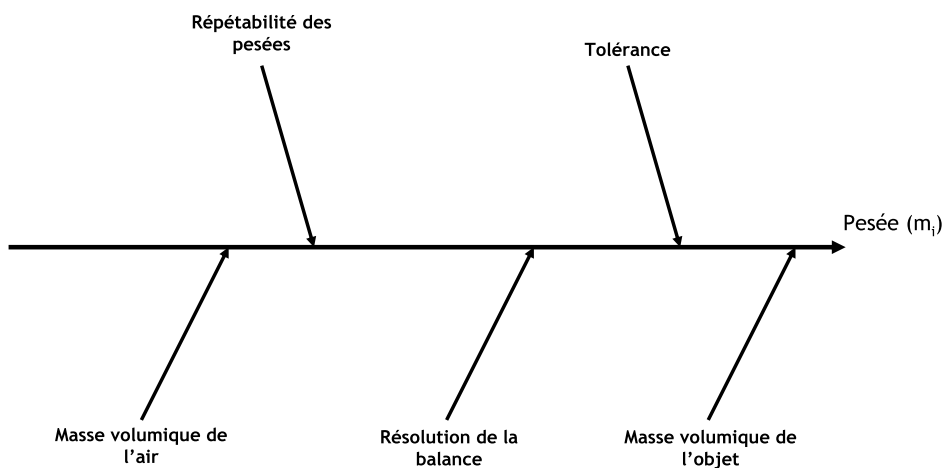 Répétabilité des
pesées
Tolérance
Pesée (mi)
Masse volumique de
l’air
Résolution de la
balance
Masse volumique de
l’objet